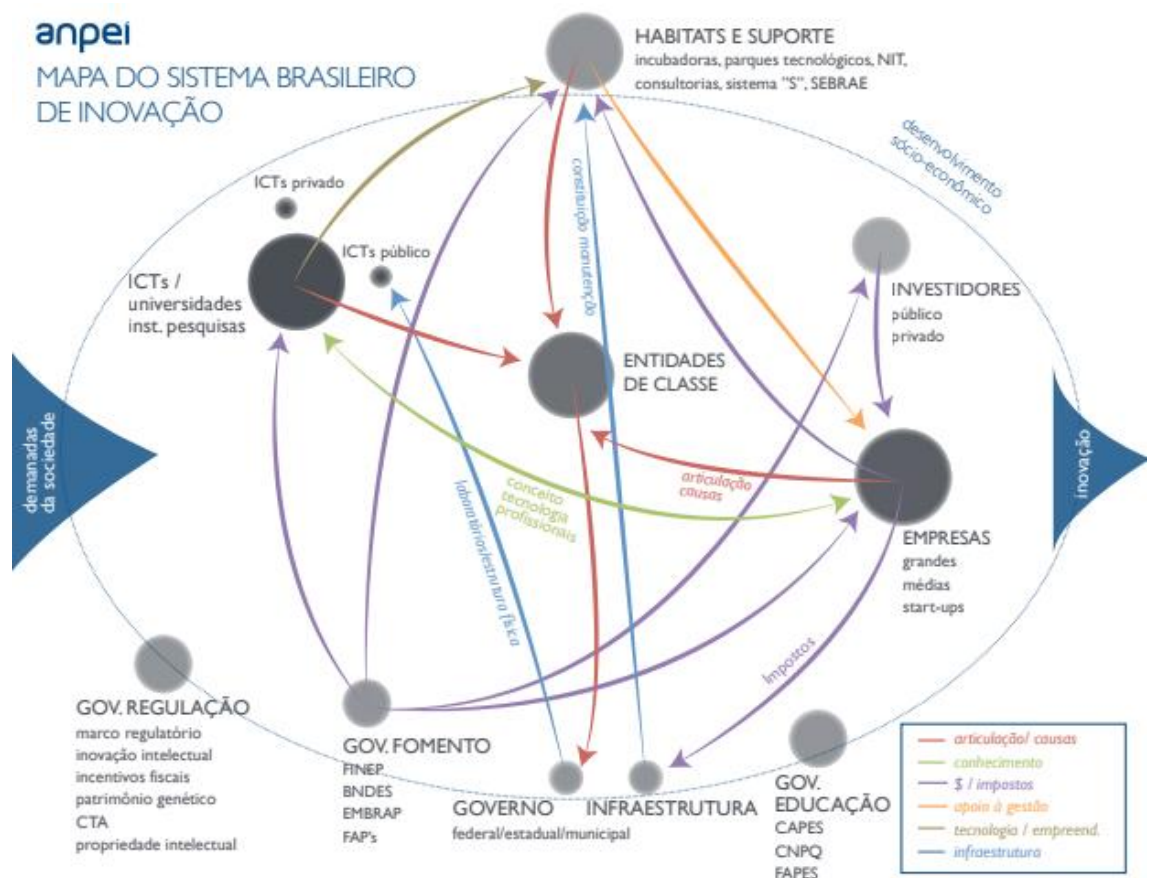 anpei
MAPA DO SISTEMA BRASILEIRO
DE INOVAÇÃO
HABITATS E SUPORTE
incubadoras, parques tecnológicos, NIT,
consultorias, sistema "S", SEBRAE
desenvolvimento
sócio-econômico
ICTs privado
ICTs público
ICTs /
universidades
inst. pesquisas
constituição manutenção
INVESTIDORES
público
privado
ENTIDADES
DE CLASSE
demanadas
da sociedade
inovação
articulação
causas
conceito
tecnologia
profissionais
laboratórios/estrutura física
EMPRESAS
grandes
médias
start-ups
Impostos
GOV. REGULAÇÃO
marco regulatório
inovação intelectual
incentivos fiscais
patrimônio genético
CTA
propriedade intelectual
GOV. FOMENTO
FINEP
BNDES
EMBRAP
FAP's
GOVERNO
federal/estadual/municipal
INFRAESTRUTURA
GOV.
EDUCAÇÃO
CAPES
CNPQ
FAPES
articulação/ causas
conhecimento
$ / impostos
apoio à gestão
tecnologia / empreend.
infraestrutura